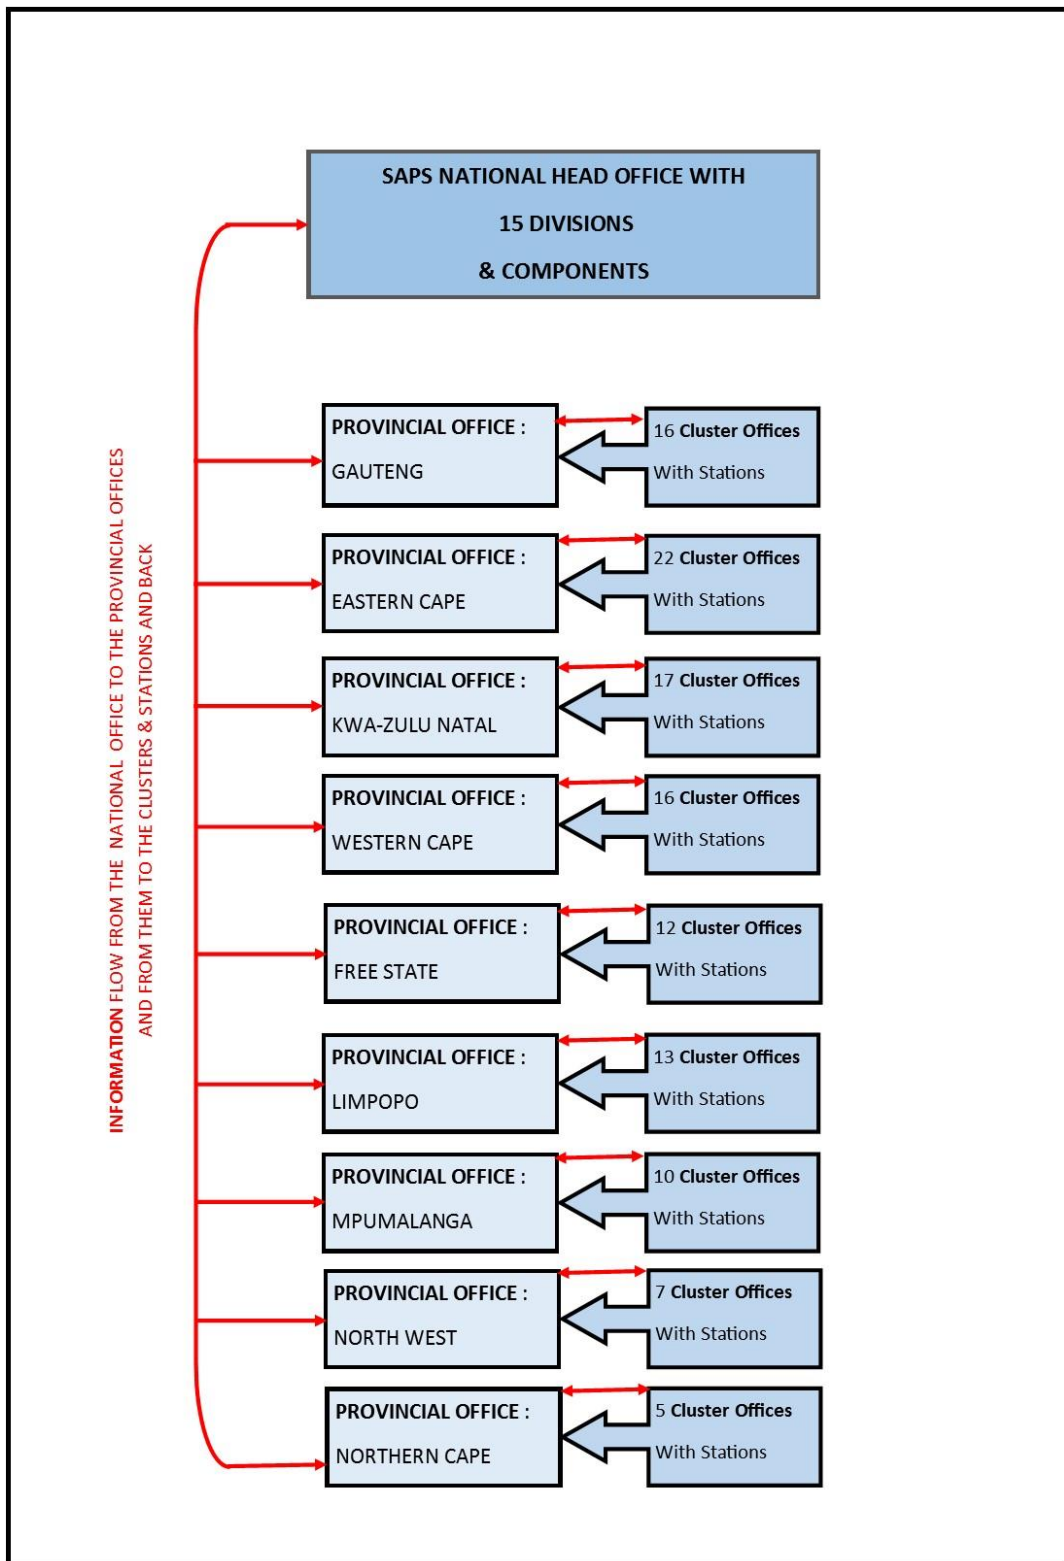 SAPS NATIONAL HEAD OFFICE WITH
15 DIVISIONS
& COMPONENTS
INFORMATION FLOW FROM THE NATIONAL OFFICE TO THE PROVINCIAL OFFICES
AND FROM THEM TO THE CLUSTERS & STATIONS AND BACK
PROVINCIAL OFFICE :
GAUTENG
16 Cluster Offices
With Stations
PROVINCIAL OFFICE :
EASTERN CAPE
22 Cluster Offices
With Stations
PROVINCIAL OFFICE :
KWA-ZULU NATAL
17 Cluster Offices
With Stations
PROVINCIAL OFFICE :
WESTERN CAPE
16 Cluster Offices
With Stations
PROVINCIAL OFFICE :
FREE STATE
12 Cluster Offices
With Stations
PROVINCIAL OFFICE :
LIMPOPO
13 Cluster Offices
With Stations
PROVINCIAL OFFICE :
MPUMALANGA
10 Cluster Offices
With Stations
PROVINCIAL OFFICE :
NORTH WEST
7 Cluster Offices
With Stations
PROVINCIAL OFFICE :
NORTHERN CAPE
5 Cluster Offices
With Stations